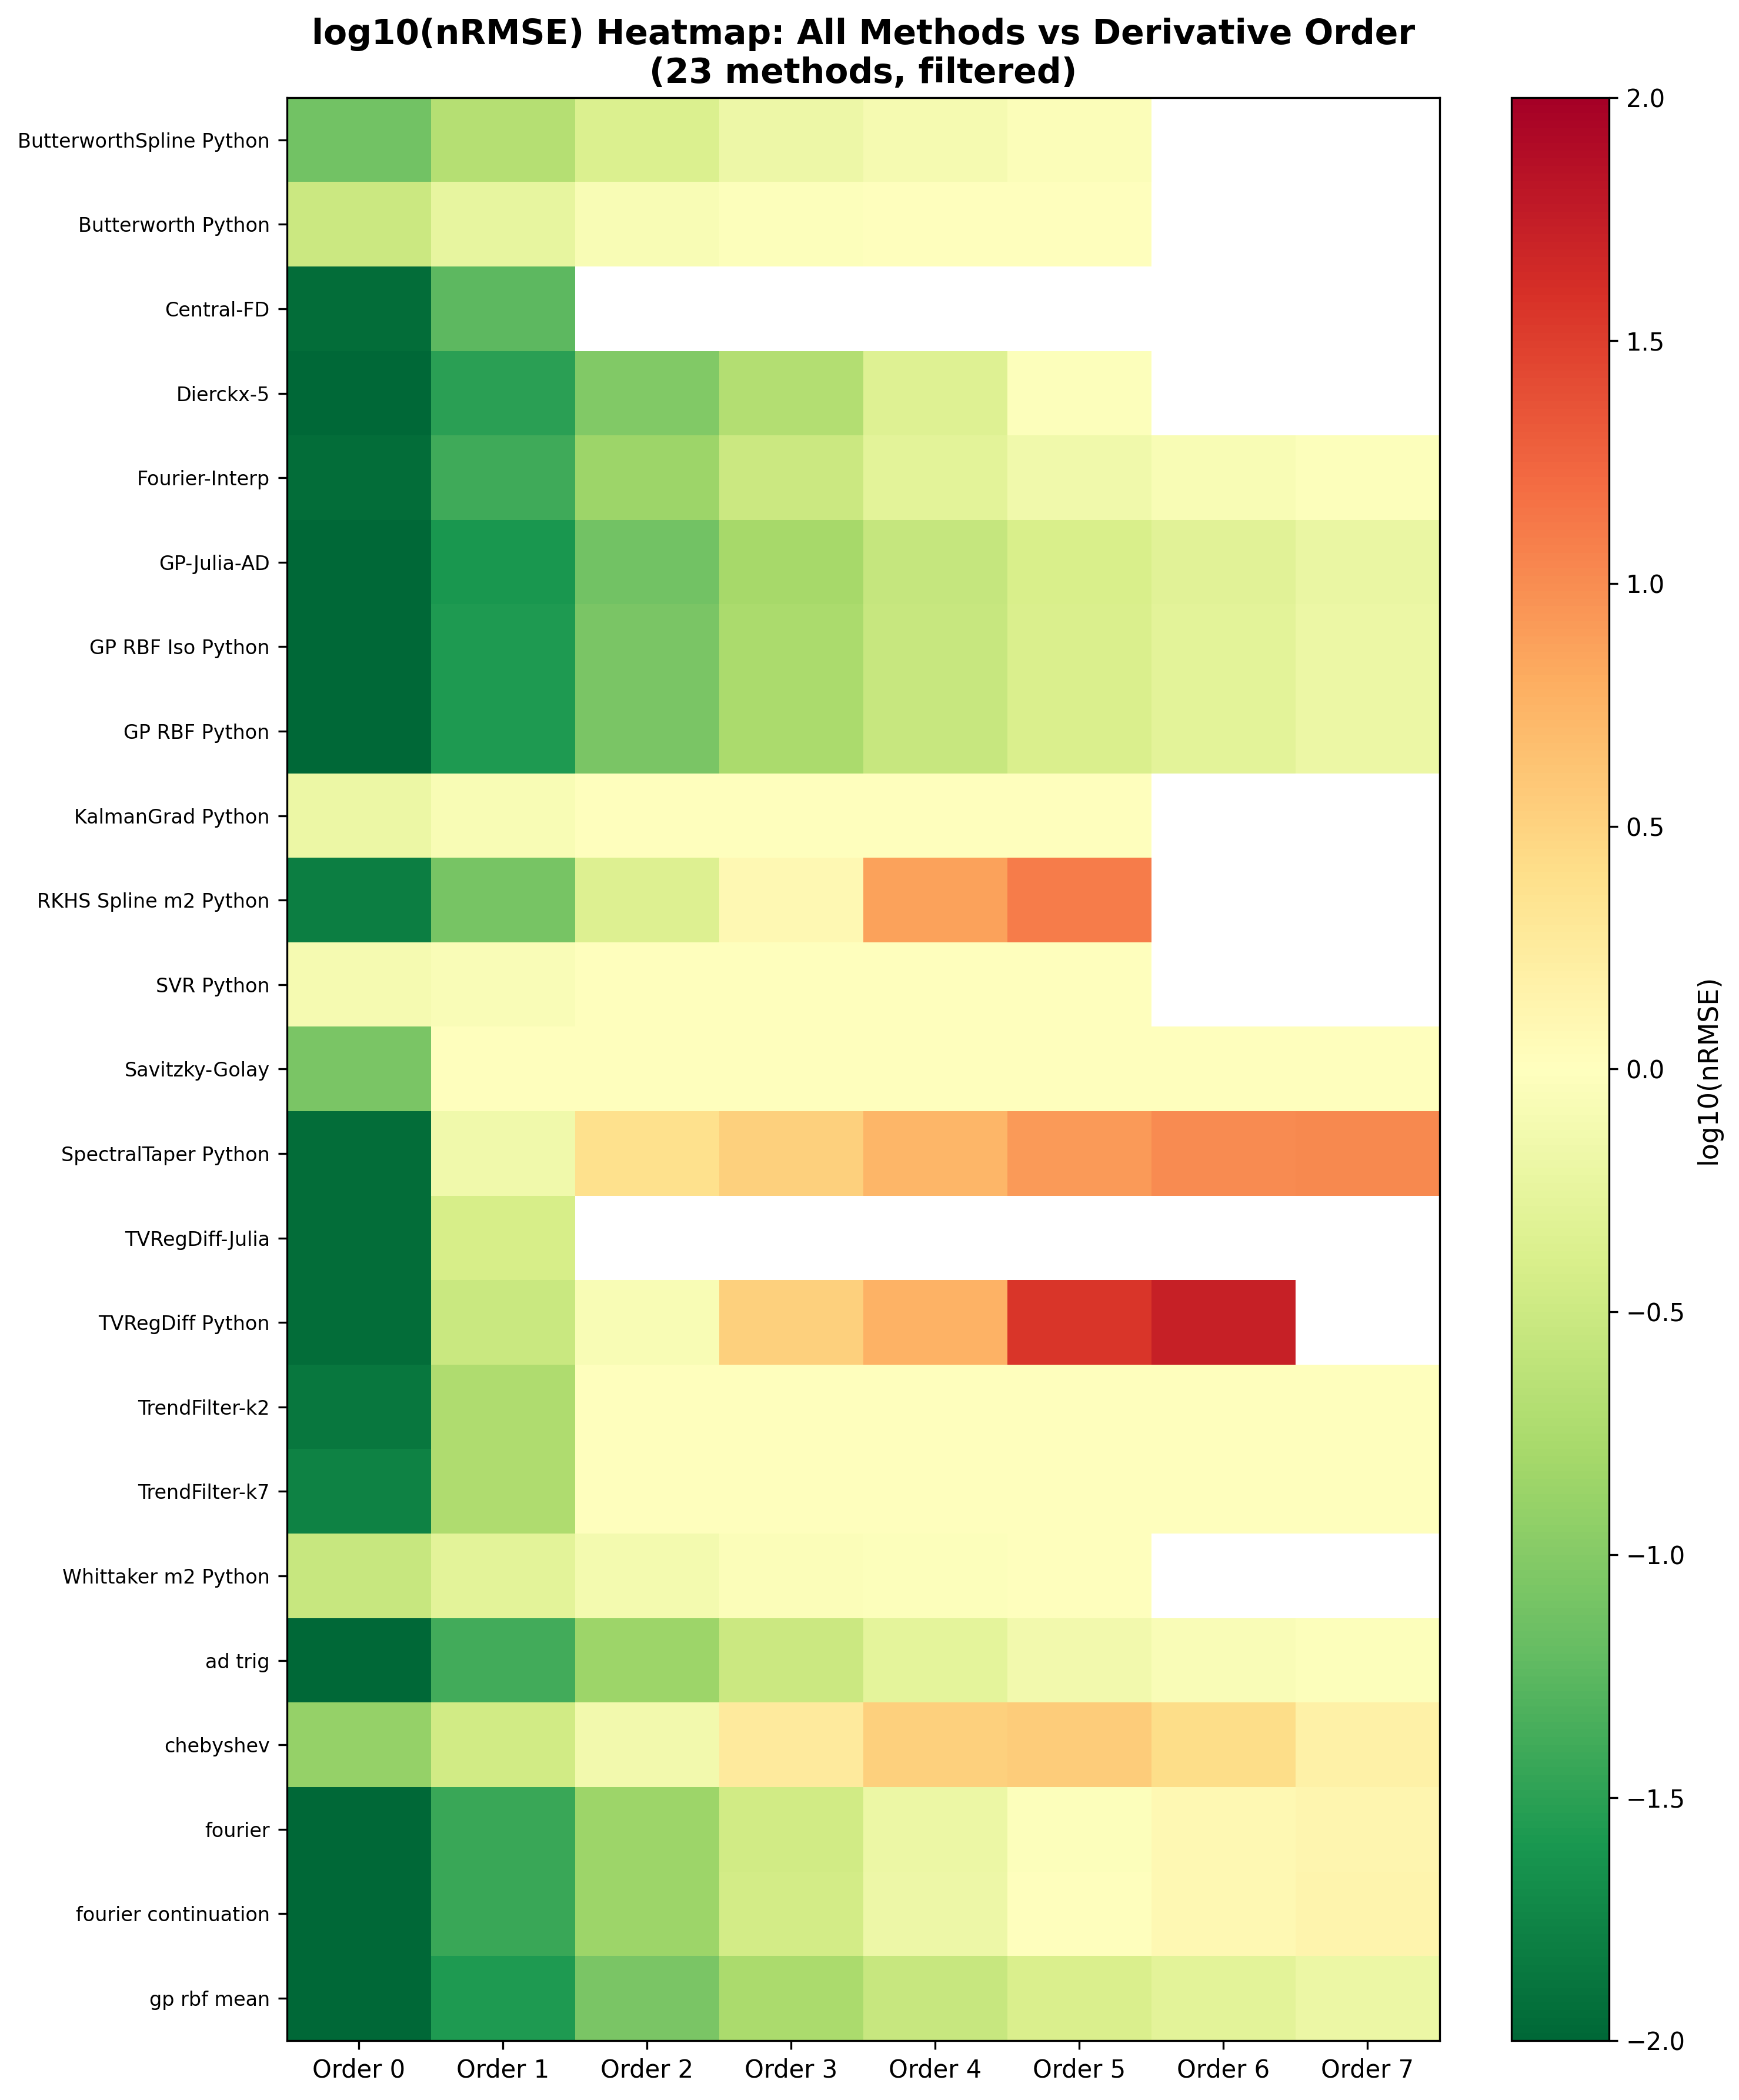 log10(nRMSE) Heatmap: All Methods vs Derivative Order
(23 methods, filtered)
ButterworthSpline Python
Butterworth Python
Central-FD
Dierckx-5
Fourier-Interp
GP-Julia-AD
GP RBF Iso Python
GP RBF Python
KalmanGrad Python
RKHS Spline m2 Python
SVR Python
Savitzky-Golay
SpectralTaper Python
TVRegDiff-Julia
TVRegDiff Python
TrendFilter-k2
TrendFilter-k7
Whittaker m2 Python
ad trig
chebyshev
fourier
fourier continuation
gp rbf mean
Order 0 Order 1 Order 2 Order 3 Order 4 Order 5 Order 6 Order 7
2.0
1.5
1.0
0.5
0.0
−0.5
−1.0
−1.5
−2.0
log10(nRMSE)